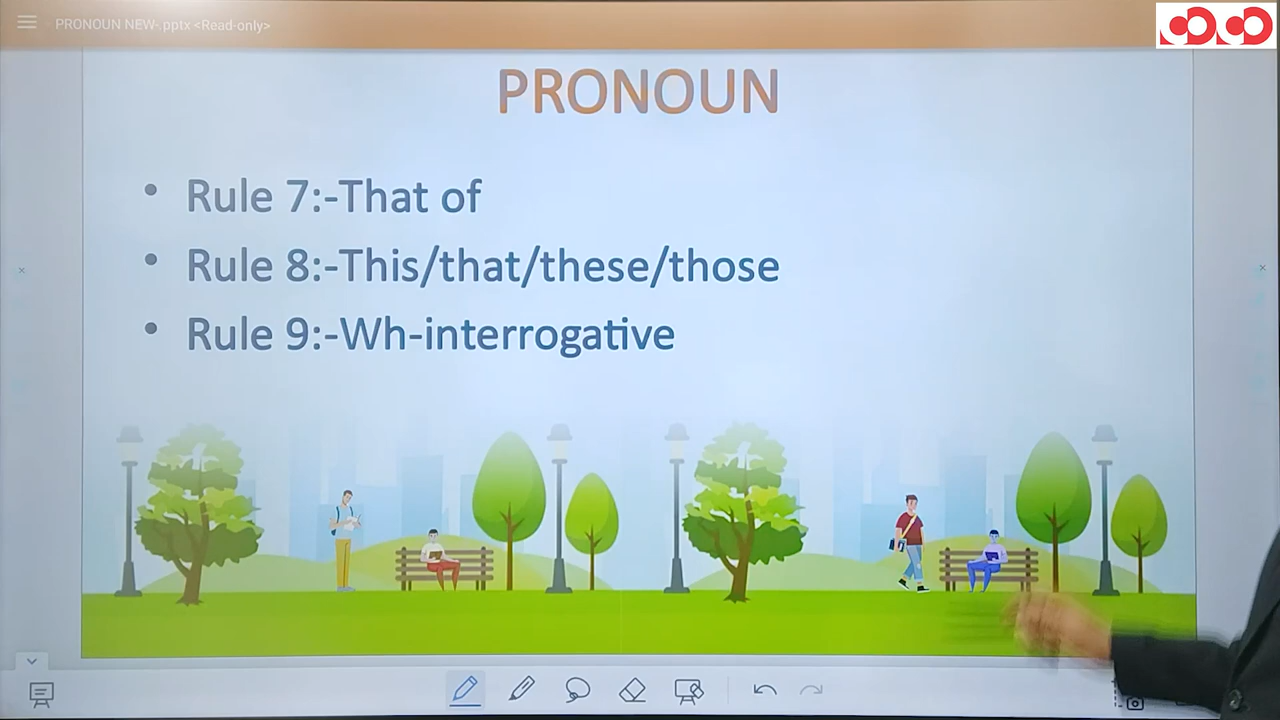 PRONOUN NEW-.pptx <Read-only>
PRONOUN
• Rule 7:-That of
• Rule 8:-This/that/these/those
• Rule 9:-Wh-interrogative